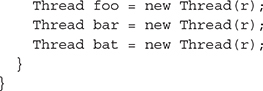 Thread foo = new Thread(r);
    Thread bar = new Thread(r);
    Thread bat = new Thread(r);
  }
}